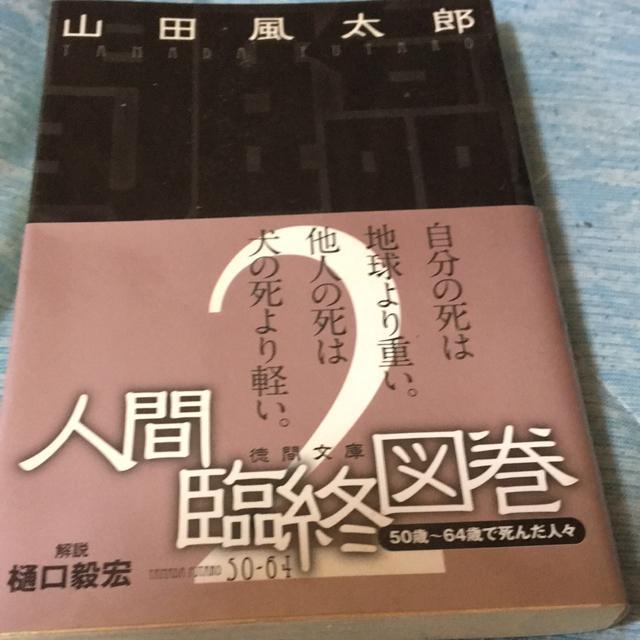 山田風太郎
YAMADA FUTARO
自分の死は
地球より重い。
他人の死は
犬の死より軽い。
2
人間
臨終図巻
徳間文庫
50歳～64歳で死んだ人々
解説
樋口毅宏
YAMADA FUTARO 50-64